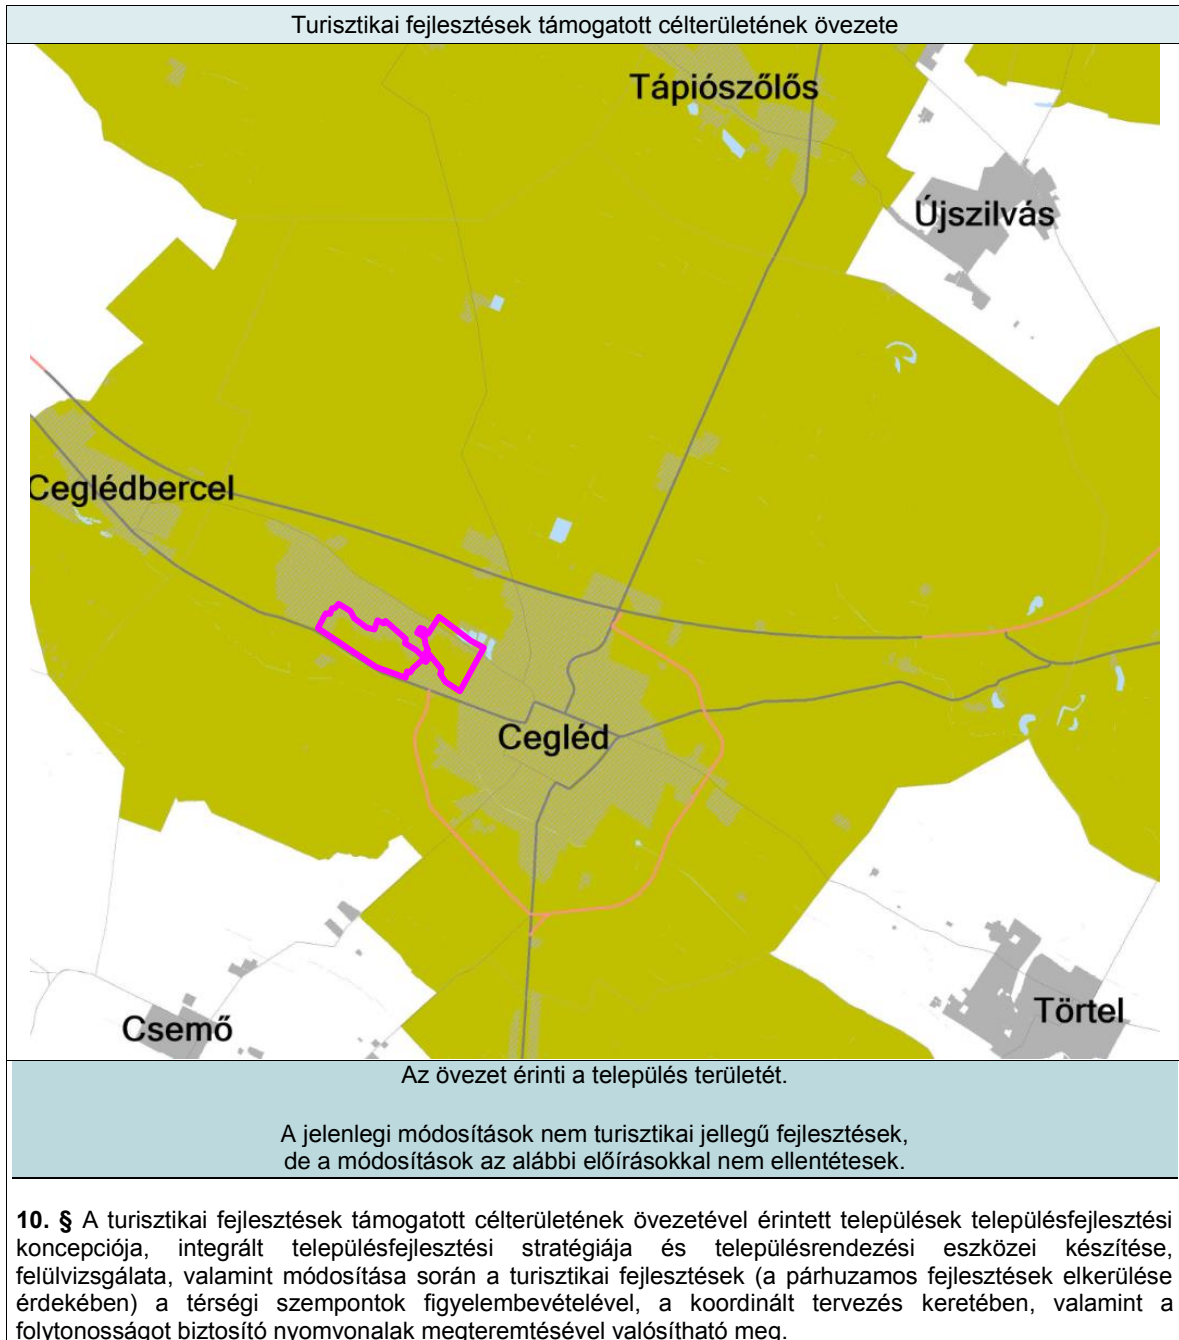 Turisztikai fejlesztések támogatott célterületének övezete
Tápiószőlős
Újszilvás
Ceglédbercel
Cegléd
Törtel
Csemő
Az övezet érinti a település területét.
A jelenlegi módosítások nem turisztikai jellegű fejlesztések,
de a módosítások az alábbi előírásokkal nem ellentétesek.
10. § A turisztikai fejlesztések támogatott célterületének övezetével érintett települések településfejlesztési
koncepciója, integrált településfejlesztési stratégiája és településrendezési eszközei készítése,
felülvizsgálata, valamint módosítása során a turisztikai fejlesztések (a párhuzamos fejlesztések elkerülése
érdekében) a térségi szempontok figyelembevételével, a koordinált tervezés keretében, valamint a
folytonosságot biztosító nyomvonalak megteremtésével valósítható meg.